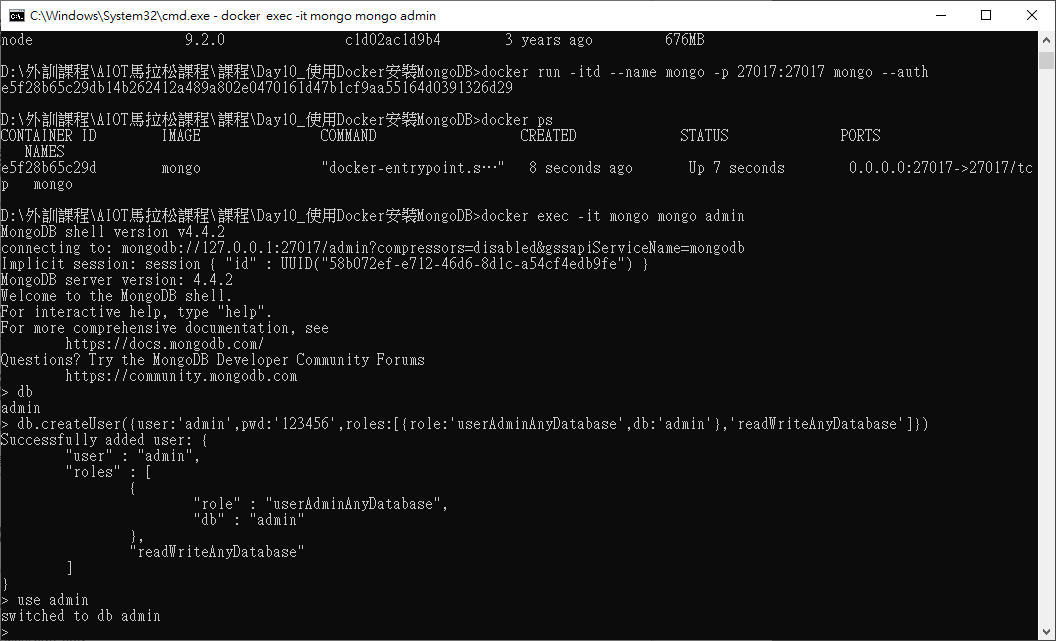 C:\Windows\System32\cmd.exe - docker exec -it mongo mongo admin
node                   9.2.0               c1d02ac1d9b4        3 years ago         676MB
D:\外訓課程\AIOT馬拉松課程\課程\Day10_使用Docker安裝MongoDB>docker run -itd --name mongo -p 27017:27017 mongo --auth
e5f28b65c29db14b262412a489a802e0470161d47b1cf9aa55164d0391326d29
D:\外訓課程\AIOT馬拉松課程\課程\Day10_使用Docker安裝MongoDB>docker ps
CONTAINER ID        IMAGE               COMMAND                  CREATED             STATUS              PORTS
   NAMES
e5f28b65c29d        mongo               "docker-entrypoint.s…"   8 seconds ago       Up 7 seconds        0.0.0.0:27017->27017/tc
p   mongo
D:\外訓課程\AIOT馬拉松課程\課程\Day10_使用Docker安裝MongoDB>docker exec -it mongo mongo admin
MongoDB shell version v4.4.2
connecting to: mongodb://127.0.0.1:27017/admin?compressors=disabled&gssapiServiceName=mongodb
Implicit session: session { "id" : UUID("58b072ef-e712-46d6-8d1c-a54cf4edb9fe") }
MongoDB server version: 4.4.2
Welcome to the MongoDB shell.
For interactive help, type "help".
For more comprehensive documentation, see
        https://docs.mongodb.com/
Questions? Try the MongoDB Developer Community Forums
        https://community.mongodb.com
> db
admin
> db.createUser({user:'admin',pwd:'123456',roles:[{role:'userAdminAnyDatabase',db:'admin'},'readWriteAnyDatabase']})
Successfully added user: {
        "user" : "admin",
        "roles" : [
                {
                        "role" : "userAdminAnyDatabase",
                        "db" : "admin"
                },
                "readWriteAnyDatabase"
        ]
}
> use admin
switched to db admin
>